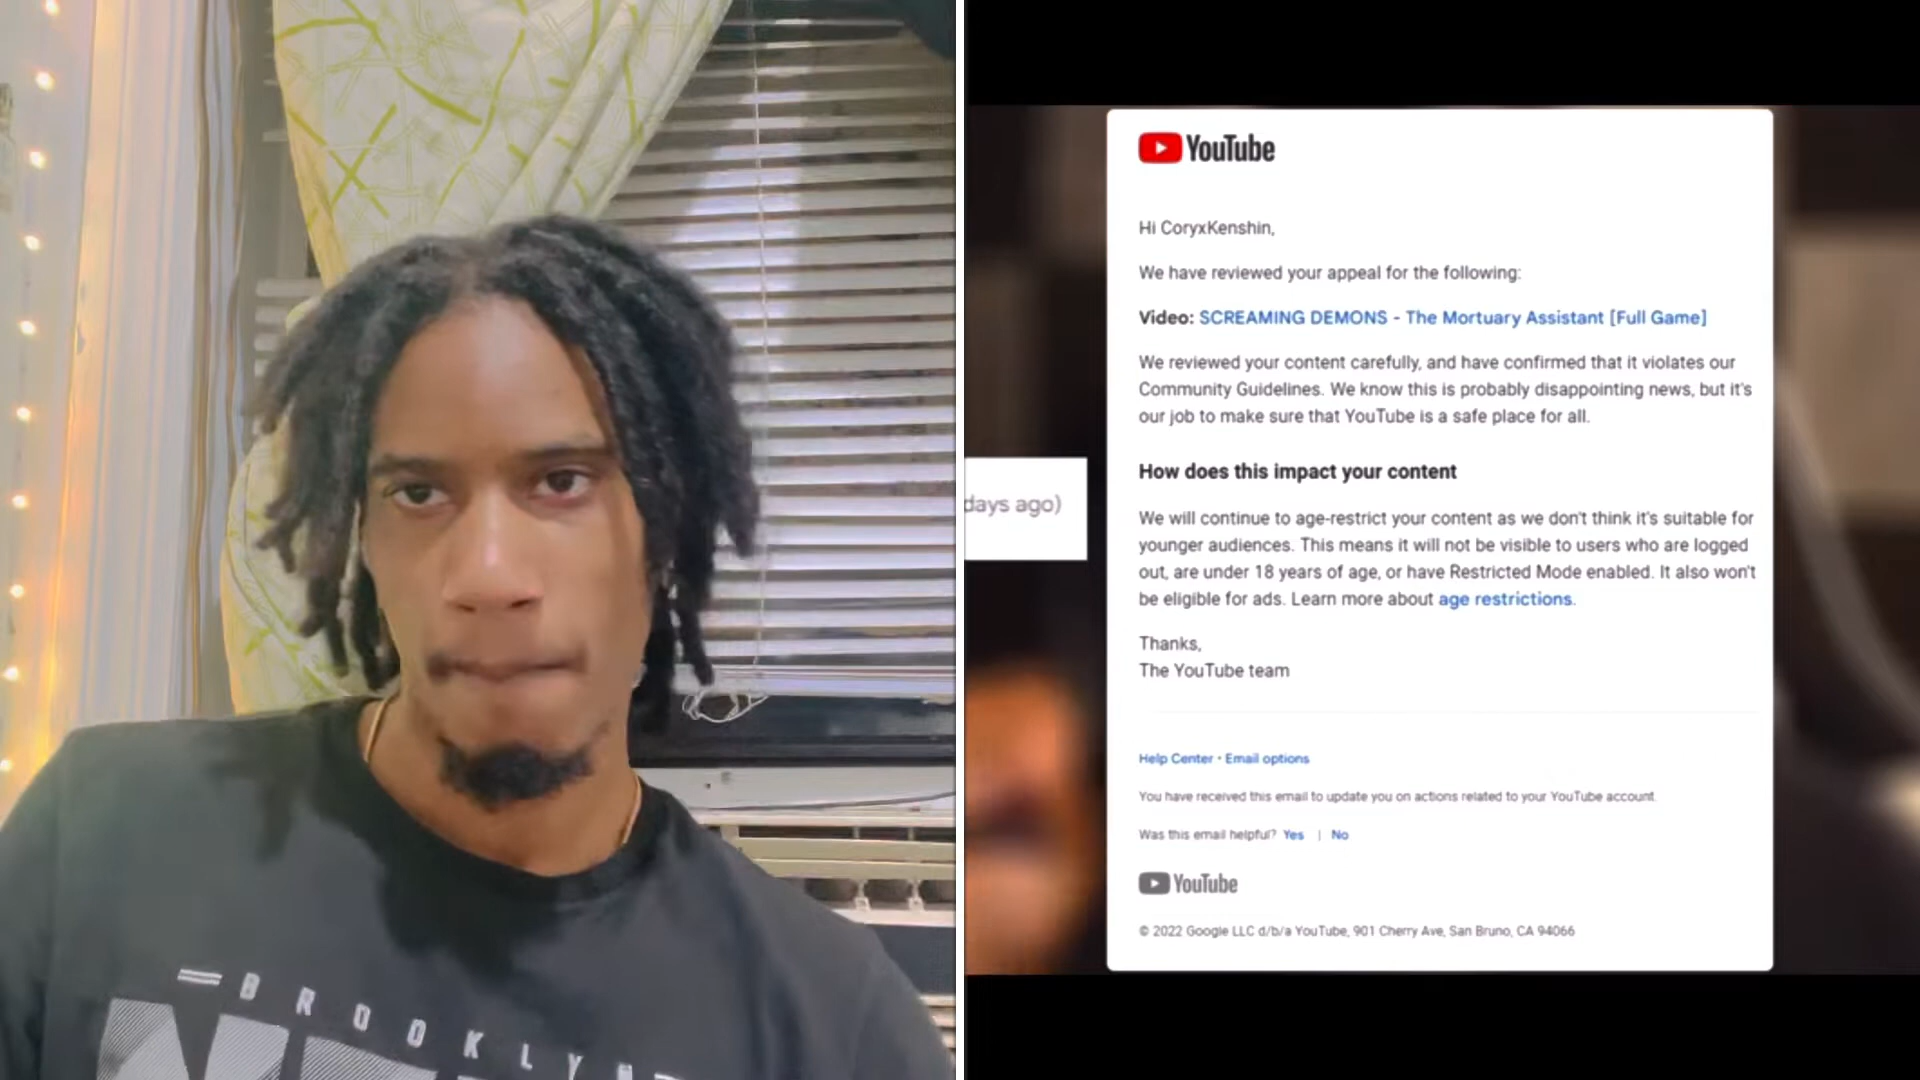 BROOKLYN
days ago)
YouTube
Hi CoryxKenshin,
We have reviewed your appeal for the following:
Video: SCREAMING DEMONS - The Mortuary Assistant [Full Game]
We reviewed your content carefully, and have confirmed that it violates our
Community Guidelines. We know this is probably disappointing news, but it's
our job to make sure that YouTube is a safe place for all.
How does this impact your content
We will continue to age-restrict your content as we don't think it's suitable for
younger audiences. This means it will not be visible to users who are logged
out, are under 18 years of age, or have Restricted Mode enabled. It also won't
be eligible for ads. Learn more about age restrictions.
Thanks,
The YouTube team
Help Center • Email options
You have received this email to update you on actions related to your YouTube account.
Was this email helpful? Yes | No
YouTube
© 2022 Google LLC d/b/a YouTube, 901 Cherry Ave, San Bruno, CA 94066